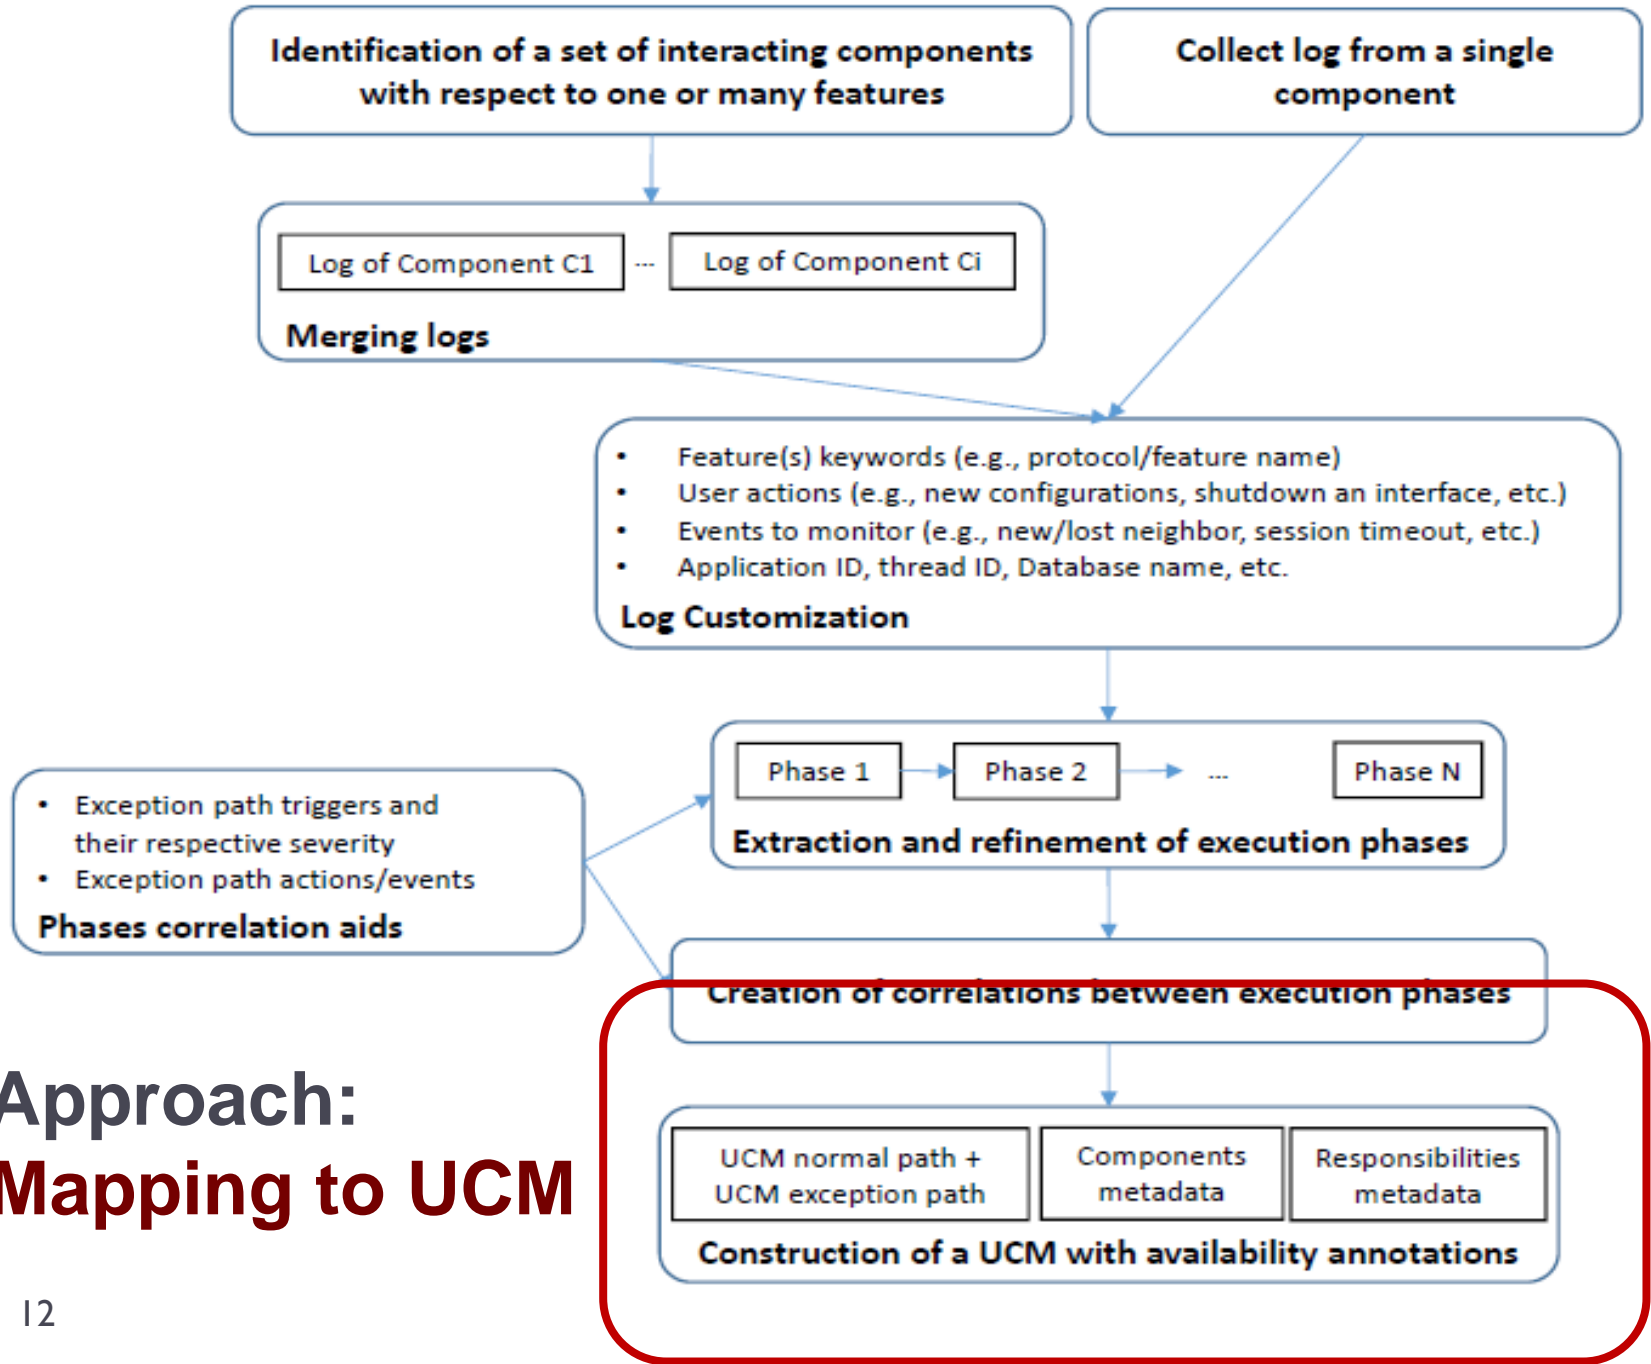 Identification of a set of interacting components
with respect to one or many features
Collect log from a single
component
Log of Component C1
...
Log of Component Ci
Merging logs
• Feature(s) keywords (e.g., protocol/feature name)
• User actions (e.g., new configurations, shutdown an interface, etc.)
• Events to monitor (e.g., new/lost neighbor, session timeout, etc.)
• Application ID, thread ID, Database name, etc.
Log Customization
Phase 1
Phase 2
...
Phase N
Extraction and refinement of execution phases
• Exception path triggers and
their respective severity
• Exception path actions/events
Phases correlation aids
Creation of correlations between execution phases
UCM normal path +
UCM exception path
Components
metadata
Responsibilities
metadata
Construction of a UCM with availability annotations
Approach:
Mapping to UCM
12